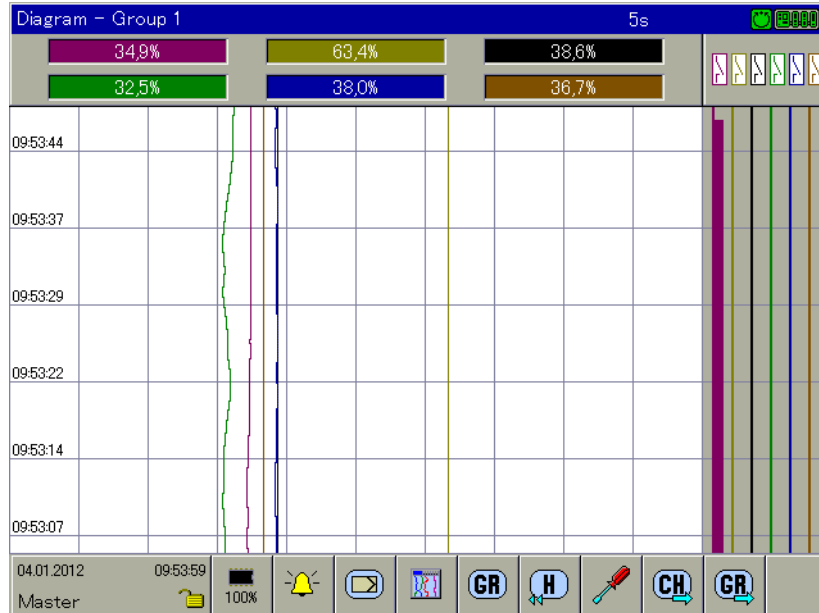 Diagram - Group 1 5s
34,9% 63,4% 38,6%
32,5% 38,0% 36,7%
09:53:44
09:53:37
09:53:29
09:53:22
09:53:14
09:53:07
04.01.2012 09:53:59
Master
100%
GR
H
CH
GR